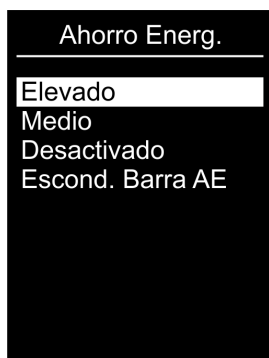 Ahorro Energ.
Elevado
Medio
Desactivado
Escond. Barra AE